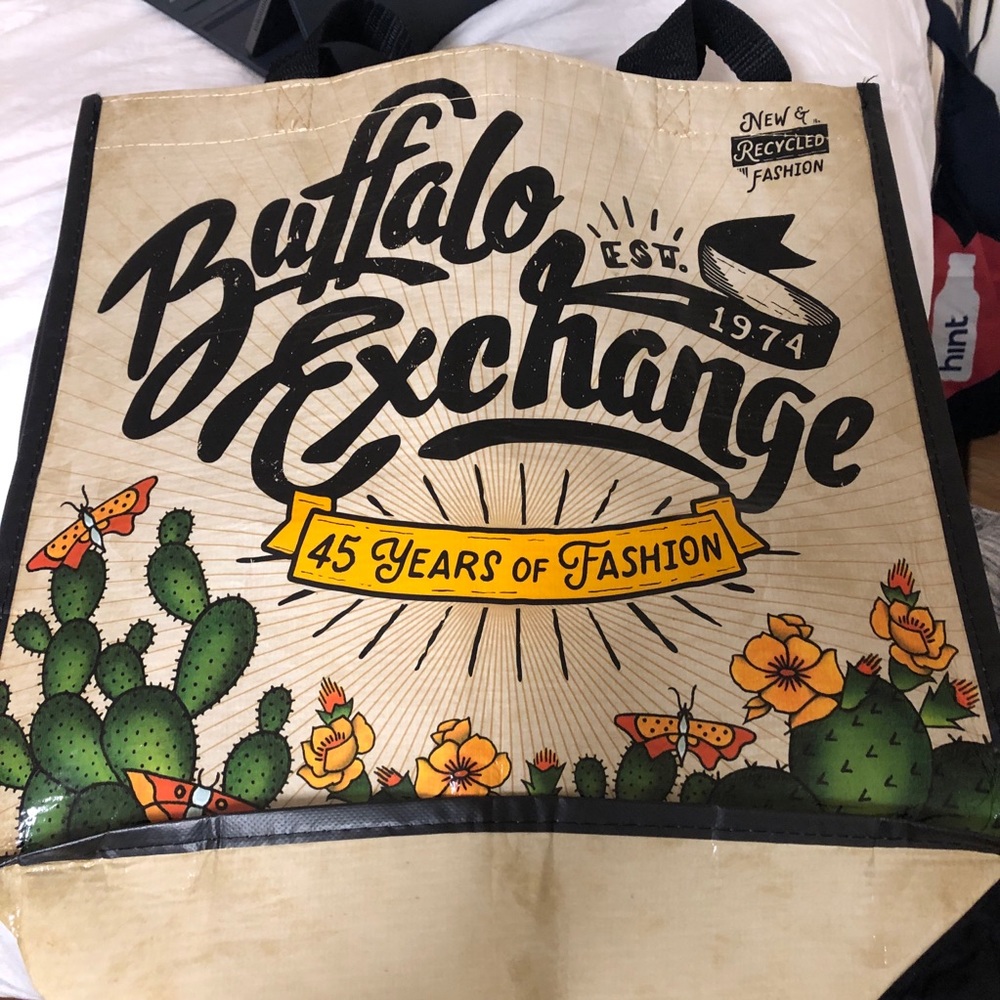 NEW &
RECYCLED
FASHION
Buffalo
EST.
1974
Exchange
45 YEARS OF FASHION
hint